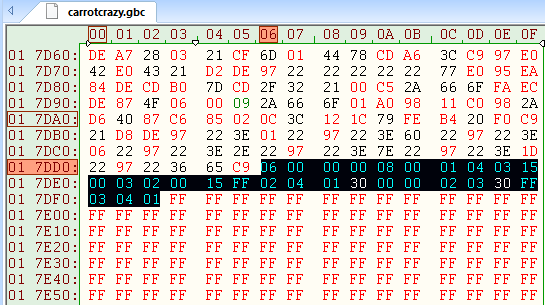 carrotcrazy.gbc
00 01 02 03 04 05 06 07 08 09 0A 0B 0C 0D 0E 0F
01 7D60: DE A7 28 03 21 CF 6D 01 44 78 CD A6 3C C9 97 E0
01 7D70: 42 E0 43 21 D2 DE 97 22 22 22 22 22 77 E0 95 EA
01 7D80: 84 DE CD B0 7D CD 2F 32 21 00 C5 2A 66 6F FA EC
01 7D90: DE 87 4F 06 00 09 2A 66 6F 01 A0 98 11 C0 98 2A
01 7DA0: D6 40 87 C6 85 02 0C 3C 12 1C 79 FE B4 20 F0 C9
01 7DB0: 21 D8 DE 97 22 3E 01 22 97 22 3E 60 22 97 22 3E
01 7DC0: 06 22 97 22 3E 2E 22 97 22 3E 7E 22 97 22 3E 1D
01 7DD0: 22 97 22 36 65 C9 06 00 00 00 08 00 01 04 03 15
01 7DE0: 00 03 02 00 15 FF 02 04 01 30 00 00 02 03 30 FF
01 7DF0: 03 04 01 FF FF FF FF FF FF FF FF FF FF FF FF FF
01 7E00: FF FF FF FF FF FF FF FF FF FF FF FF FF FF FF FF
01 7E10: FF FF FF FF FF FF FF FF FF FF FF FF FF FF FF FF
01 7E20: FF FF FF FF FF FF FF FF FF FF FF FF FF FF FF FF
01 7E30: FF FF FF FF FF FF FF FF FF FF FF FF FF FF FF FF
01 7E40: FF FF FF FF FF FF FF FF FF FF FF FF FF FF FF FF
01 7E50: FF FF FF FF FF FF FF FF FF FF FF FF FF FF FF FF